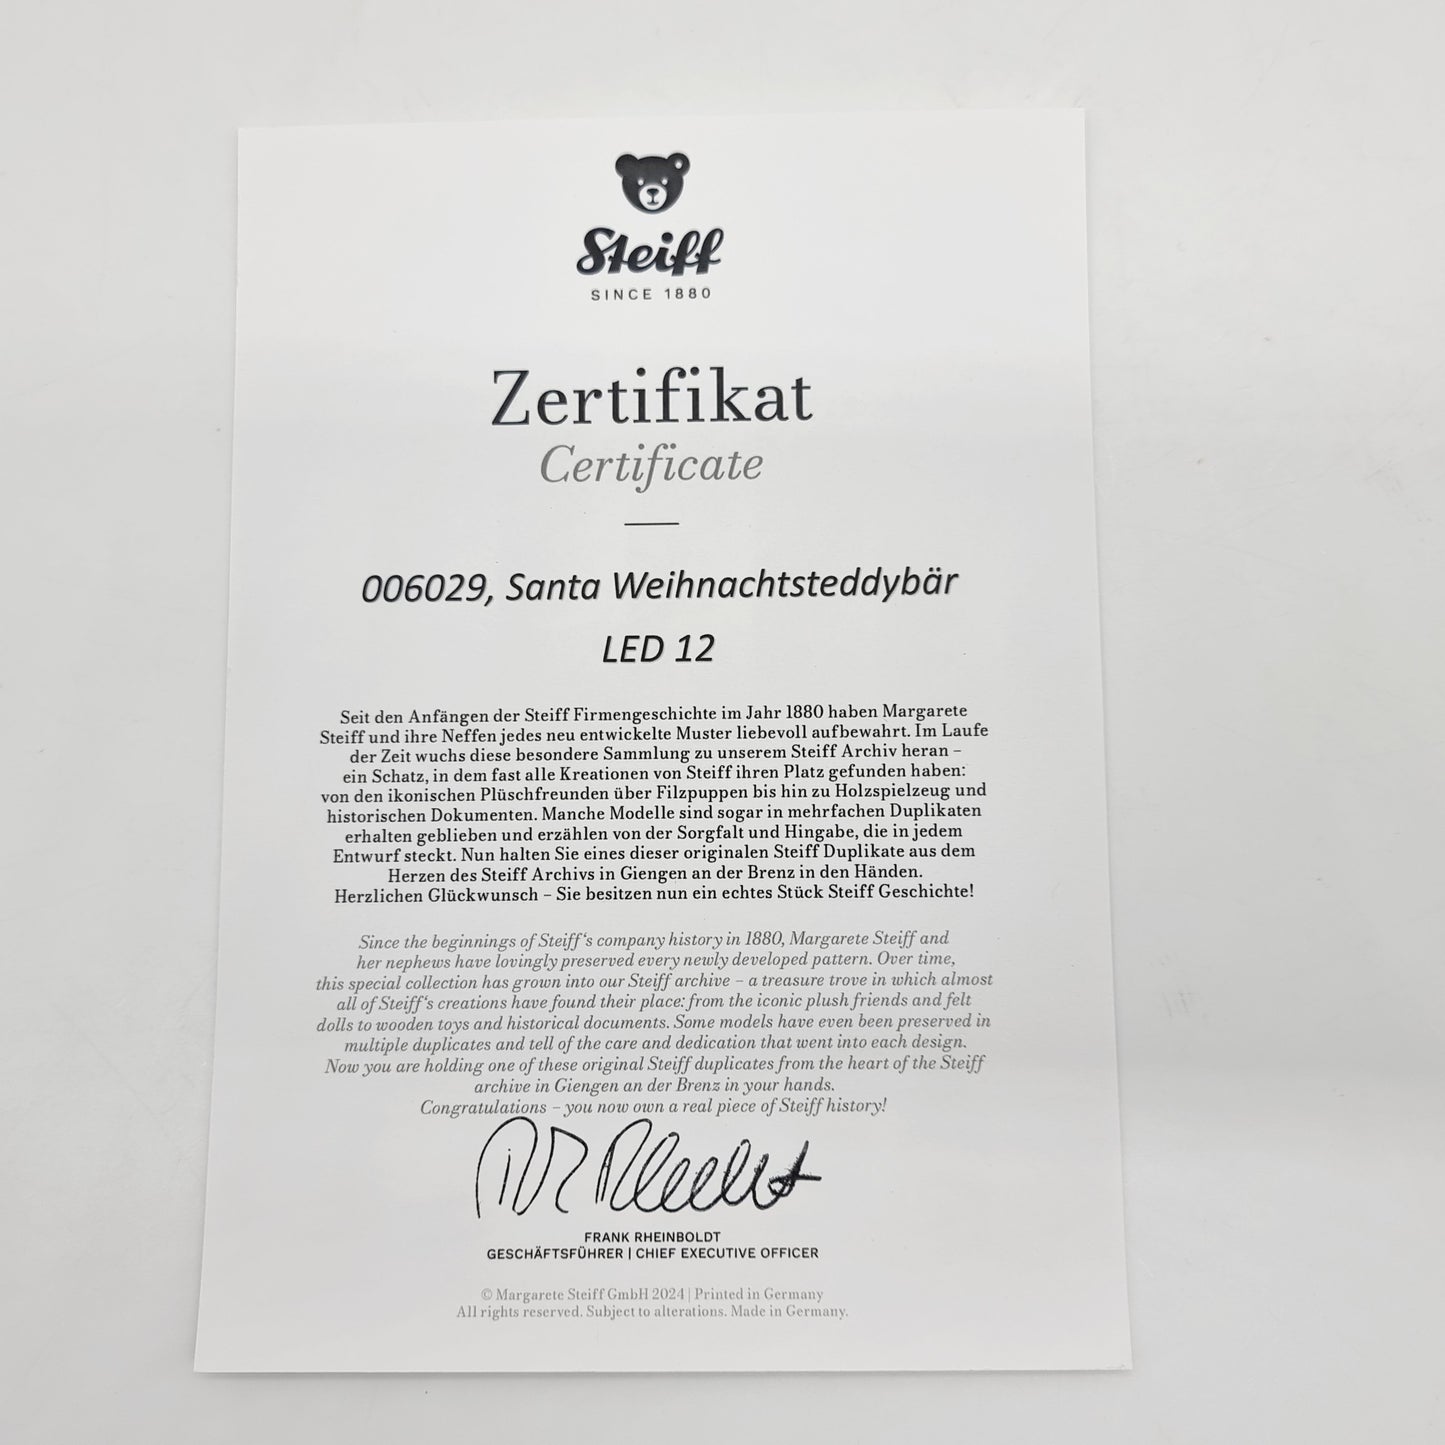 Steiff
SINCE 1880
Zertifikat
Certificate
006029, Santa Weihnachtsteddybär
LED 12
Seit den Anfängen der Steiff Firmengeschichte im Jahr 1880 haben Margarete
Steiff und ihre Neffen jedes neu entwickelte Muster liebevoll aufbewahrt. Im Laufe
der Zeit wuchs diese besondere Sammlung zu unserem Steiff Archiv heran –
ein Schatz, in dem fast alle Kreationen von Steiff ihren Platz gefunden haben:
von den ikonischen Plüschfreunden über Filzpuppen bis hin zu Holzspielzeug und
historischen Dokumenten. Manche Modelle sind sogar in mehrfachen Duplikaten
erhalten geblieben und erzählen von der Sorgfalt und Hingabe, die in jedem
Entwurf steckt. Nun halten Sie eines dieser originalen Steiff Duplikate aus dem
Herzen des Steiff Archivs in Giengen an der Brenz in den Händen.
Herzlichen Glückwunsch – Sie besitzen nun ein echtes Stück Steiff Geschichte!
Since the beginnings of Steiff‘s company history in 1880, Margarete Steiff and
her nephews have lovingly preserved every newly developed pattern. Over time,
this special collection has grown into our Steiff archive – a treasure trove in which almost
all of Steiff‘s creations have found their place: from the iconic plush friends and felt
dolls to wooden toys and historical documents. Some models have even been preserved in
multiple duplicates and tell of the care and dedication that went into each design.
Now you are holding one of these original Steiff duplicates from the heart of the Steiff
archive in Giengen an der Brenz in your hands.
Congratulations – you now own a real piece of Steiff history!
FRANK RHEINBOLDT
GESCHÄFTSFÜHRER | CHIEF EXECUTIVE OFFICER
© Margarete Steiff GmbH 2024 | Printed in Germany
All rights reserved. Subject to alterations. Made in Germany.